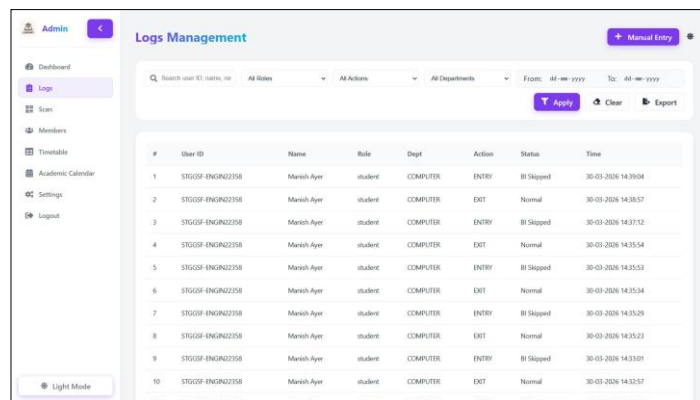 Admin
Logs Management
+ Manual Entry
Dashboard
Logs
Scan
Members
Timetable
Academic Calendar
Settings
Logout
Light Mode
Search user ID, name, ne All Roles All Actions All Departments From: dd-mm-yyyy To: dd-mm-yyyy
Apply Clear Export
# User ID Name Role Dept Action Status Time
1 STGGSF-ENGIN22358 Manish Ayer student COMPUTER ENTRY BI Skipped 30-03-2026 14:39:04
2 STGGSF-ENGIN22358 Manish Ayer student COMPUTER EXIT Normal 30-03-2026 14:38:57
3 STGGSF-ENGIN22358 Manish Ayer student COMPUTER ENTRY BI Skipped 30-03-2026 14:37:12
4 STGGSF-ENGIN22358 Manish Ayer student COMPUTER EXIT Normal 30-03-2026 14:35:54
5 STGGSF-ENGIN22358 Manish Ayer student COMPUTER ENTRY BI Skipped 30-03-2026 14:35:53
6 STGGSF-ENGIN22358 Manish Ayer student COMPUTER EXIT Normal 30-03-2026 14:35:34
7 STGGSF-ENGIN22358 Manish Ayer student COMPUTER ENTRY BI Skipped 30-03-2026 14:35:29
8 STGGSF-ENGIN22358 Manish Ayer student COMPUTER EXIT Normal 30-03-2026 14:35:23
9 STGGSF-ENGIN22358 Manish Ayer student COMPUTER ENTRY BI Skipped 30-03-2026 14:33:01
10 STGGSF-ENGIN22358 Manish Ayer student COMPUTER EXIT Normal 30-03-2026 14:32:57